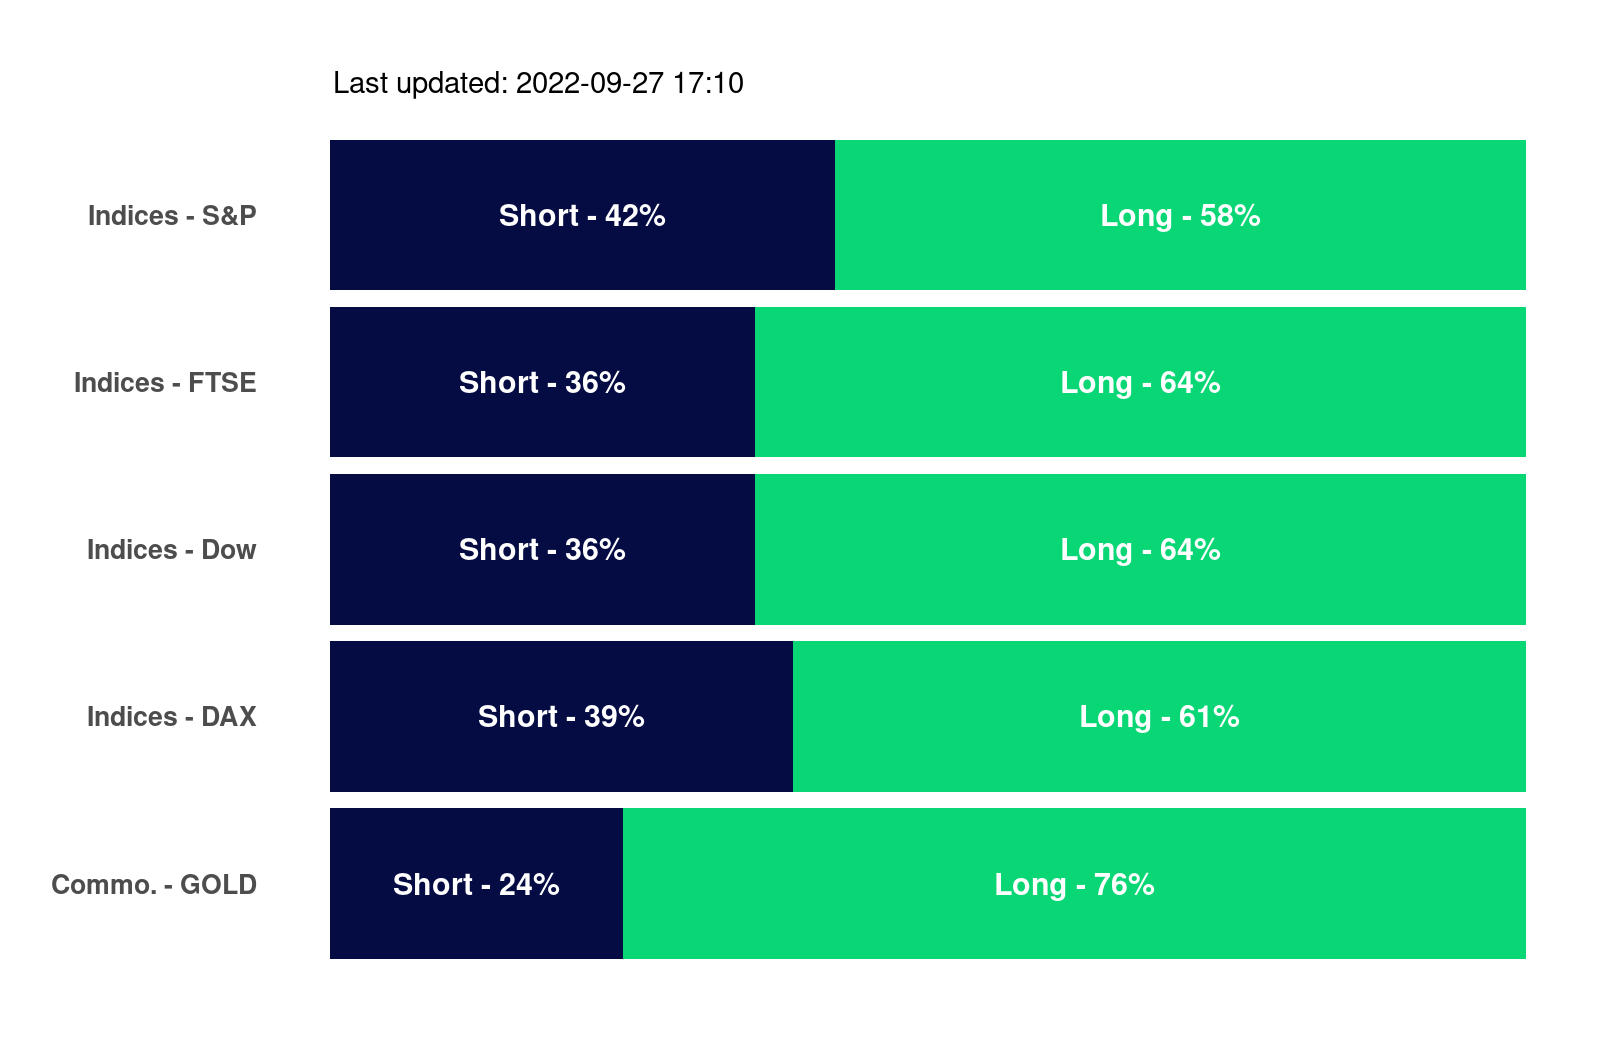 Last updated: 2022-09-27 17:10
Indices - S&P Short - 42% Long - 58%
Indices - FTSE Short - 36% Long - 64%
Indices - Dow Short - 36% Long - 64%
Indices - DAX Short - 39% Long - 61%
Commo. - GOLD Short - 24% Long - 76%